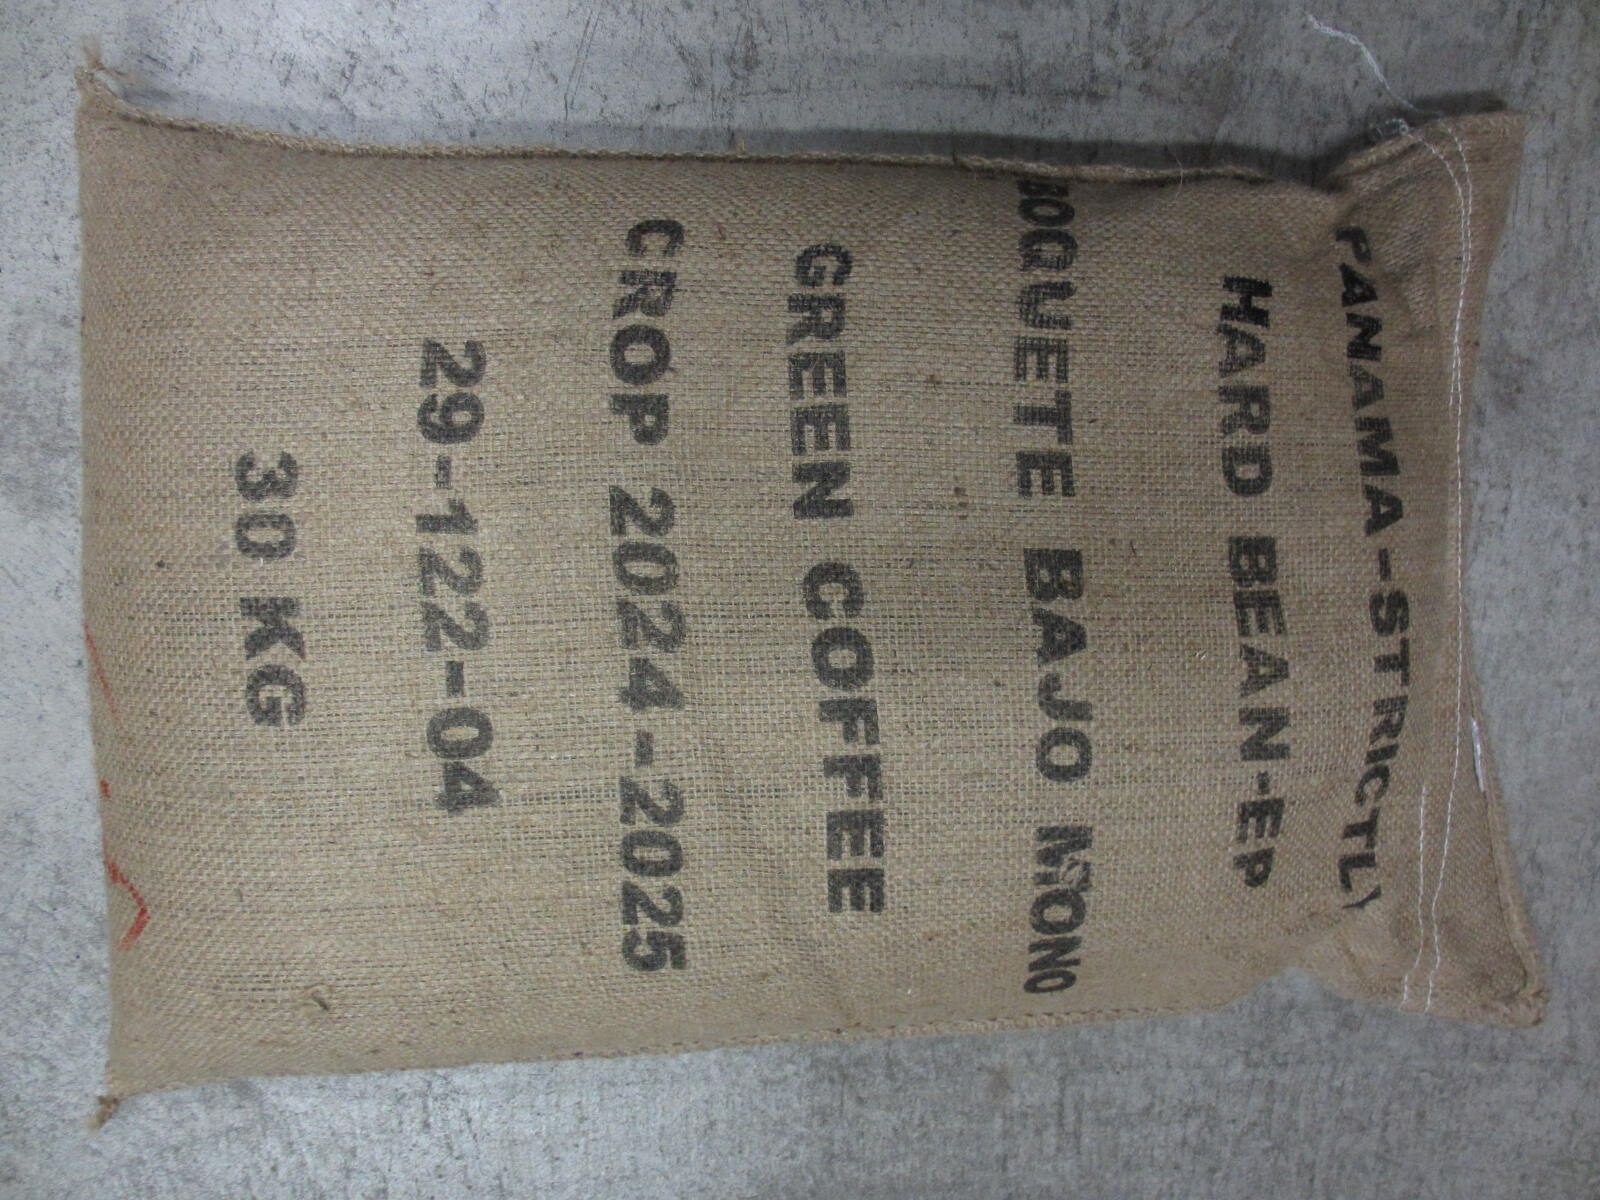 PANAMA-STRICTLY
HARD BEAN-EP
BOQUETE BAJO MONO
GREEN COFFEE
CROP 2024-2025
29-122-04
30 KG